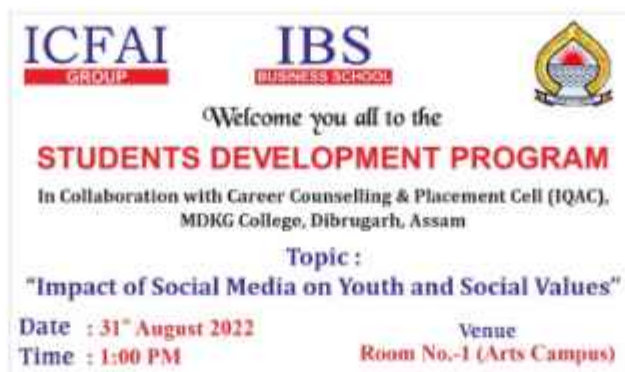 ICFAI
GROUP
IBS
BUSINESS SCHOOL
Welcome you all to the
STUDENTS DEVELOPMENT PROGRAM
In Collaboration with Career Counselling & Placement Cell (IQAC),
MDKG College, Dibrugarh, Assam
Topic :
"Impact of Social Media on Youth and Social Values"
Date : 31st August 2022
Time : 1:00 PM
Venue
Room No.-1 (Arts Campus)